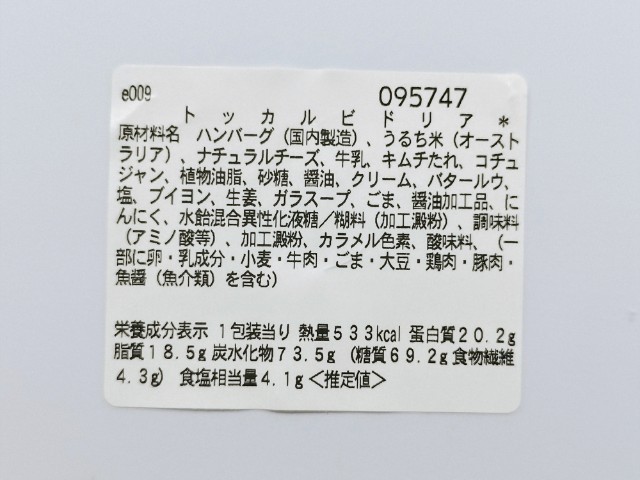 e009
095747
トッカルビドリア*
原材料名 ハンバーグ(国内製造)、うるち米(オースト
ラリア)、ナチュラルチーズ、牛乳、キムチたれ、コチュ
ジャン、植物油脂、砂糖、醤油、クリーム、バタールウ、
塩、ブイヨン、生姜、ガラスープ、ごま、醤油加工品、に
んにく、水飴混合異性化液糖/糊料(加工澱粉)、調味料
(アミノ酸等)、加工澱粉、カラメル色素、酸味料、(一
部に卵・乳成分・小麦・牛肉・ごま・大豆・鶏肉・豚肉・
魚醤(魚介類)を含む)
栄養成分表示 1包装当り 熱量533kcal 蛋白質20.2g
脂質18.5g 炭水化物73.5g (糖質69.2g 食物繊維
4.3g) 食塩相当量4.1g<推定値>